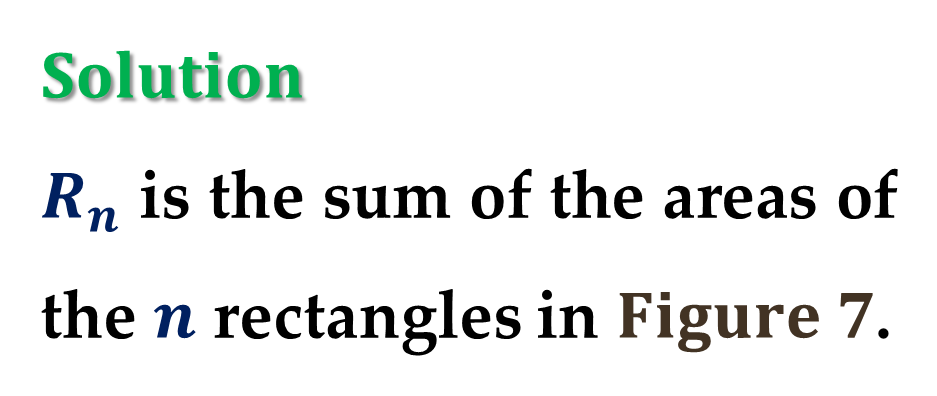 Solution
Rₙ is the sum of the areas of
the n rectangles in Figure 7.